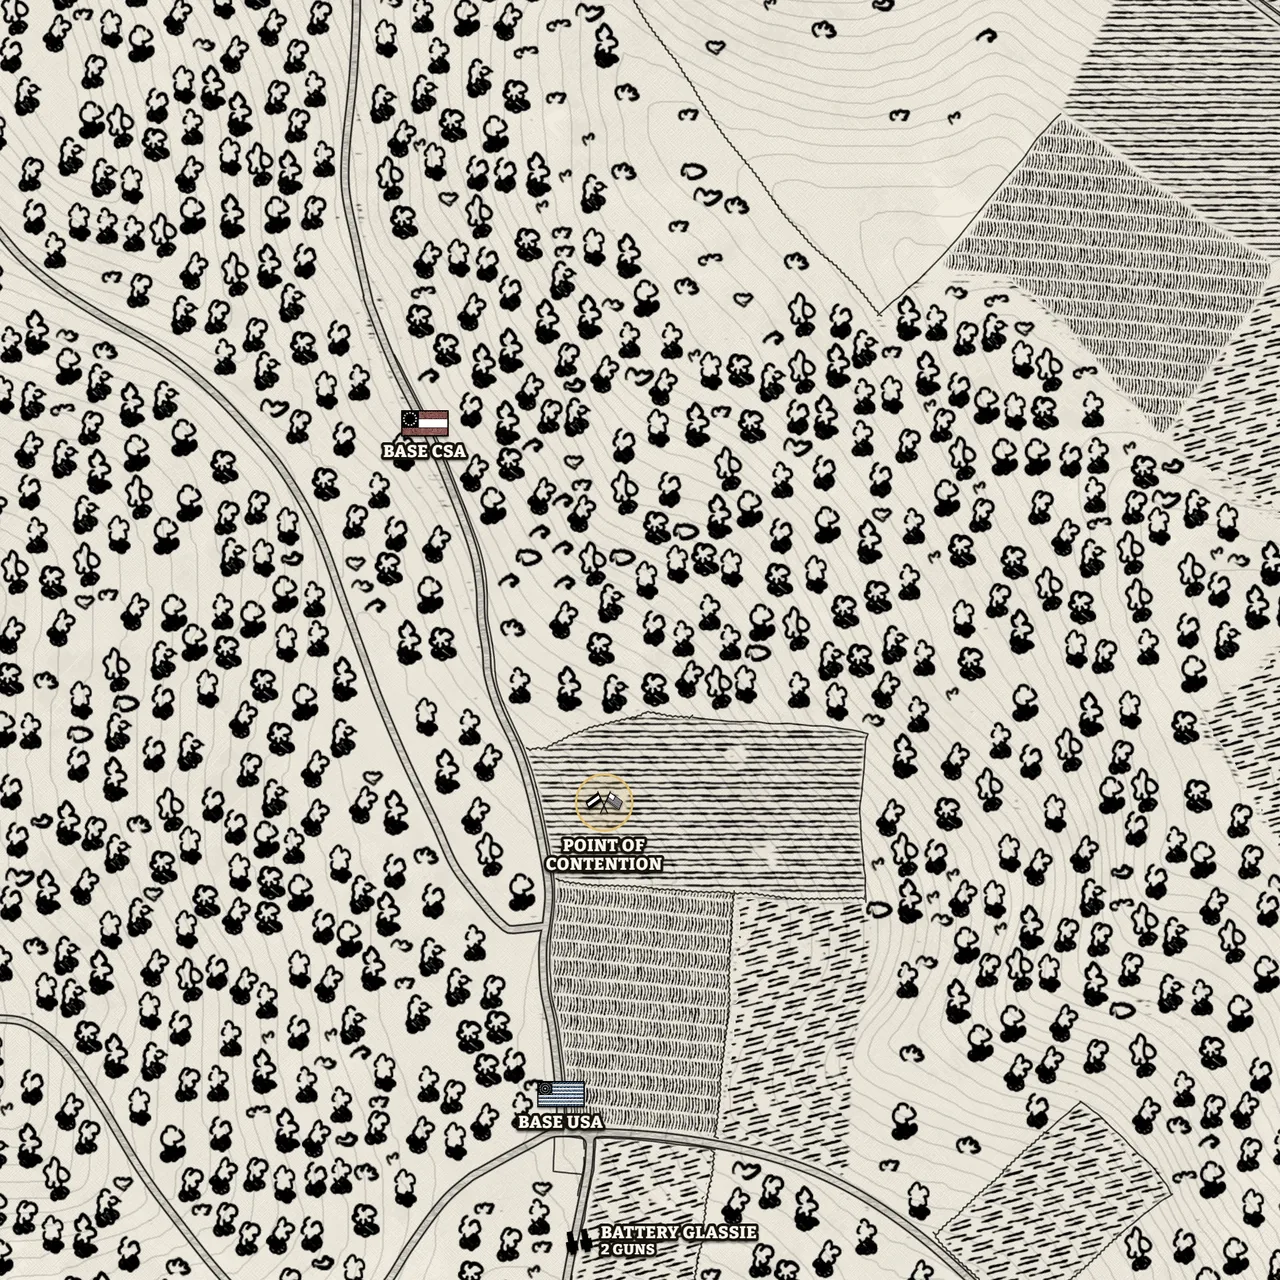 BASE CSA
POINT OF
CONTENTION
BASE USA
BATTERY GLASSIE
2 GUNS